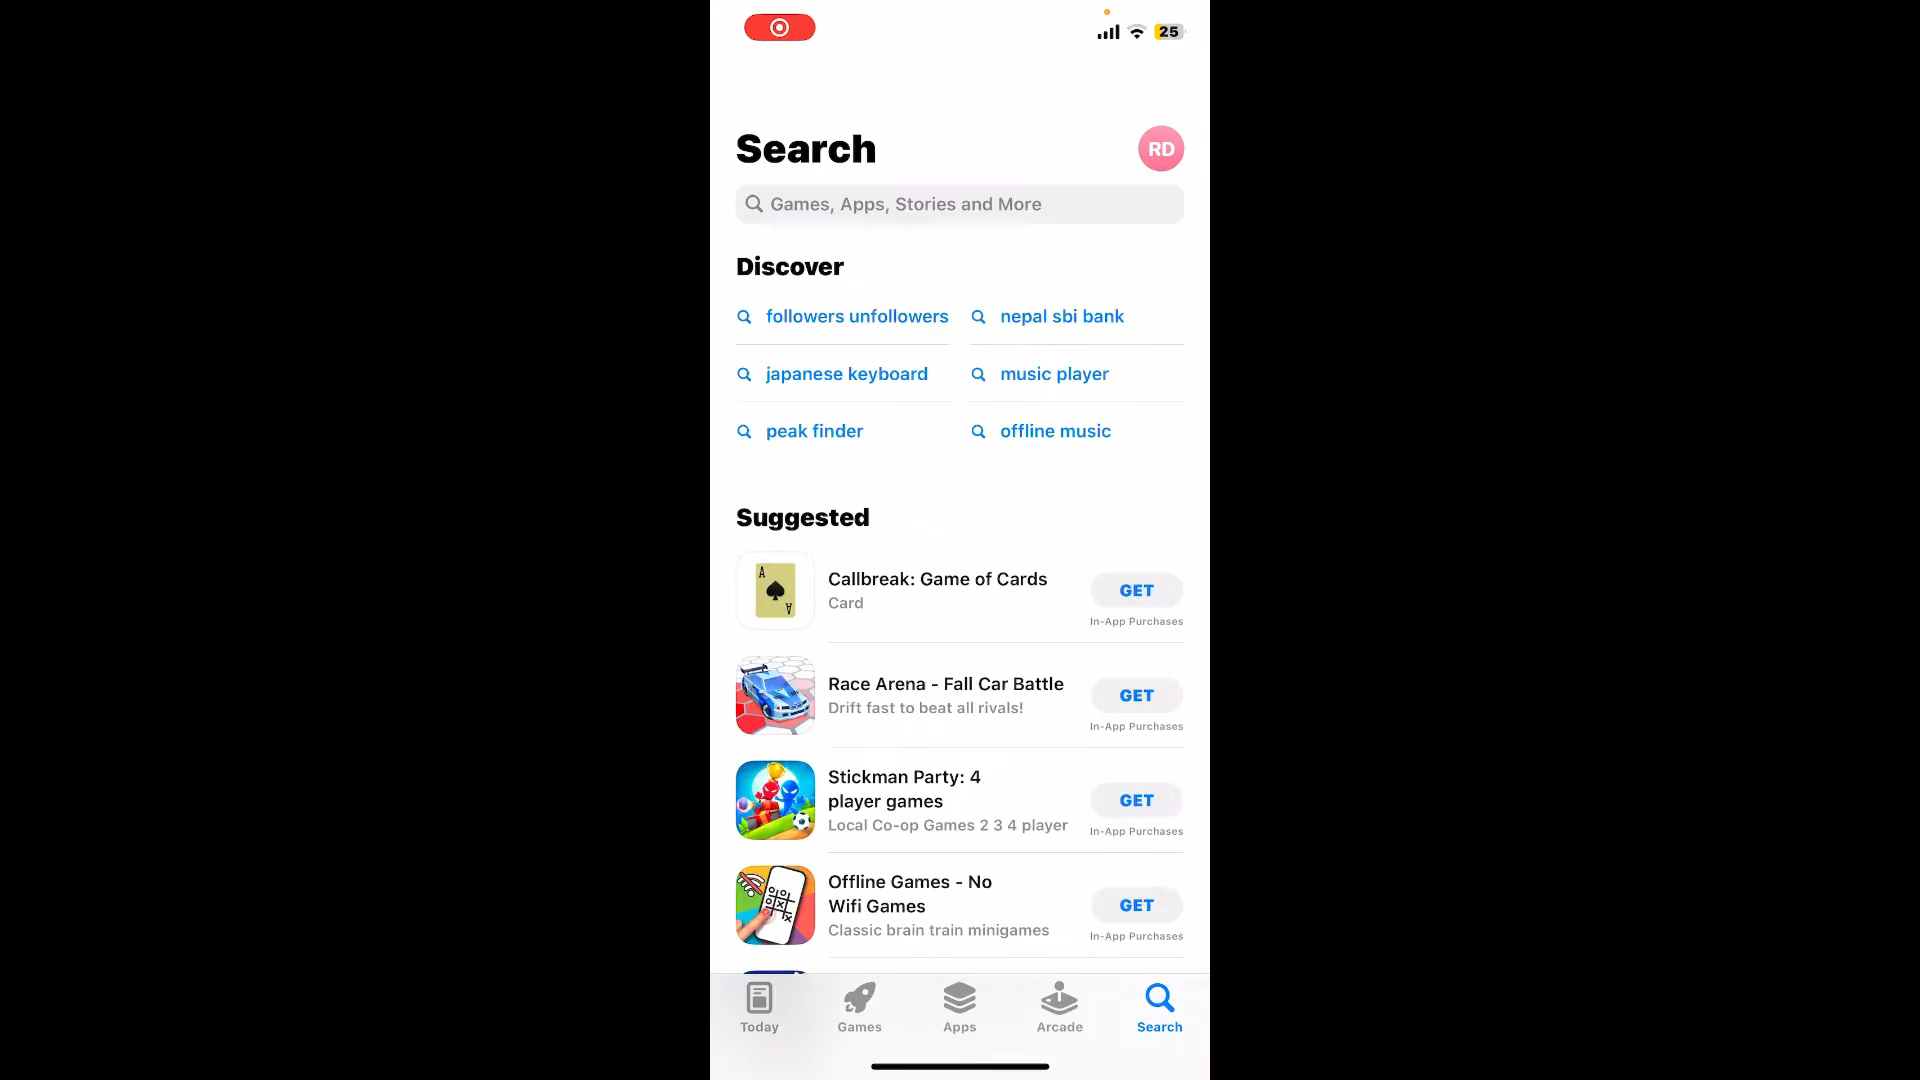 25
Search
RD
Games, Apps, Stories and More
Discover
followers unfollowers
nepal sbi bank
japanese keyboard
music player
peak finder
offline music
Suggested
Callbreak: Game of Cards
Card
GET
In-App Purchases
Race Arena - Fall Car Battle
Drift fast to beat all rivals!
GET
In-App Purchases
Stickman Party: 4
player games
Local Co-op Games 2 3 4 player
GET
In-App Purchases
Offline Games - No
Wifi Games
Classic brain train minigames
GET
In-App Purchases
Today
Games
Apps
Arcade
Search